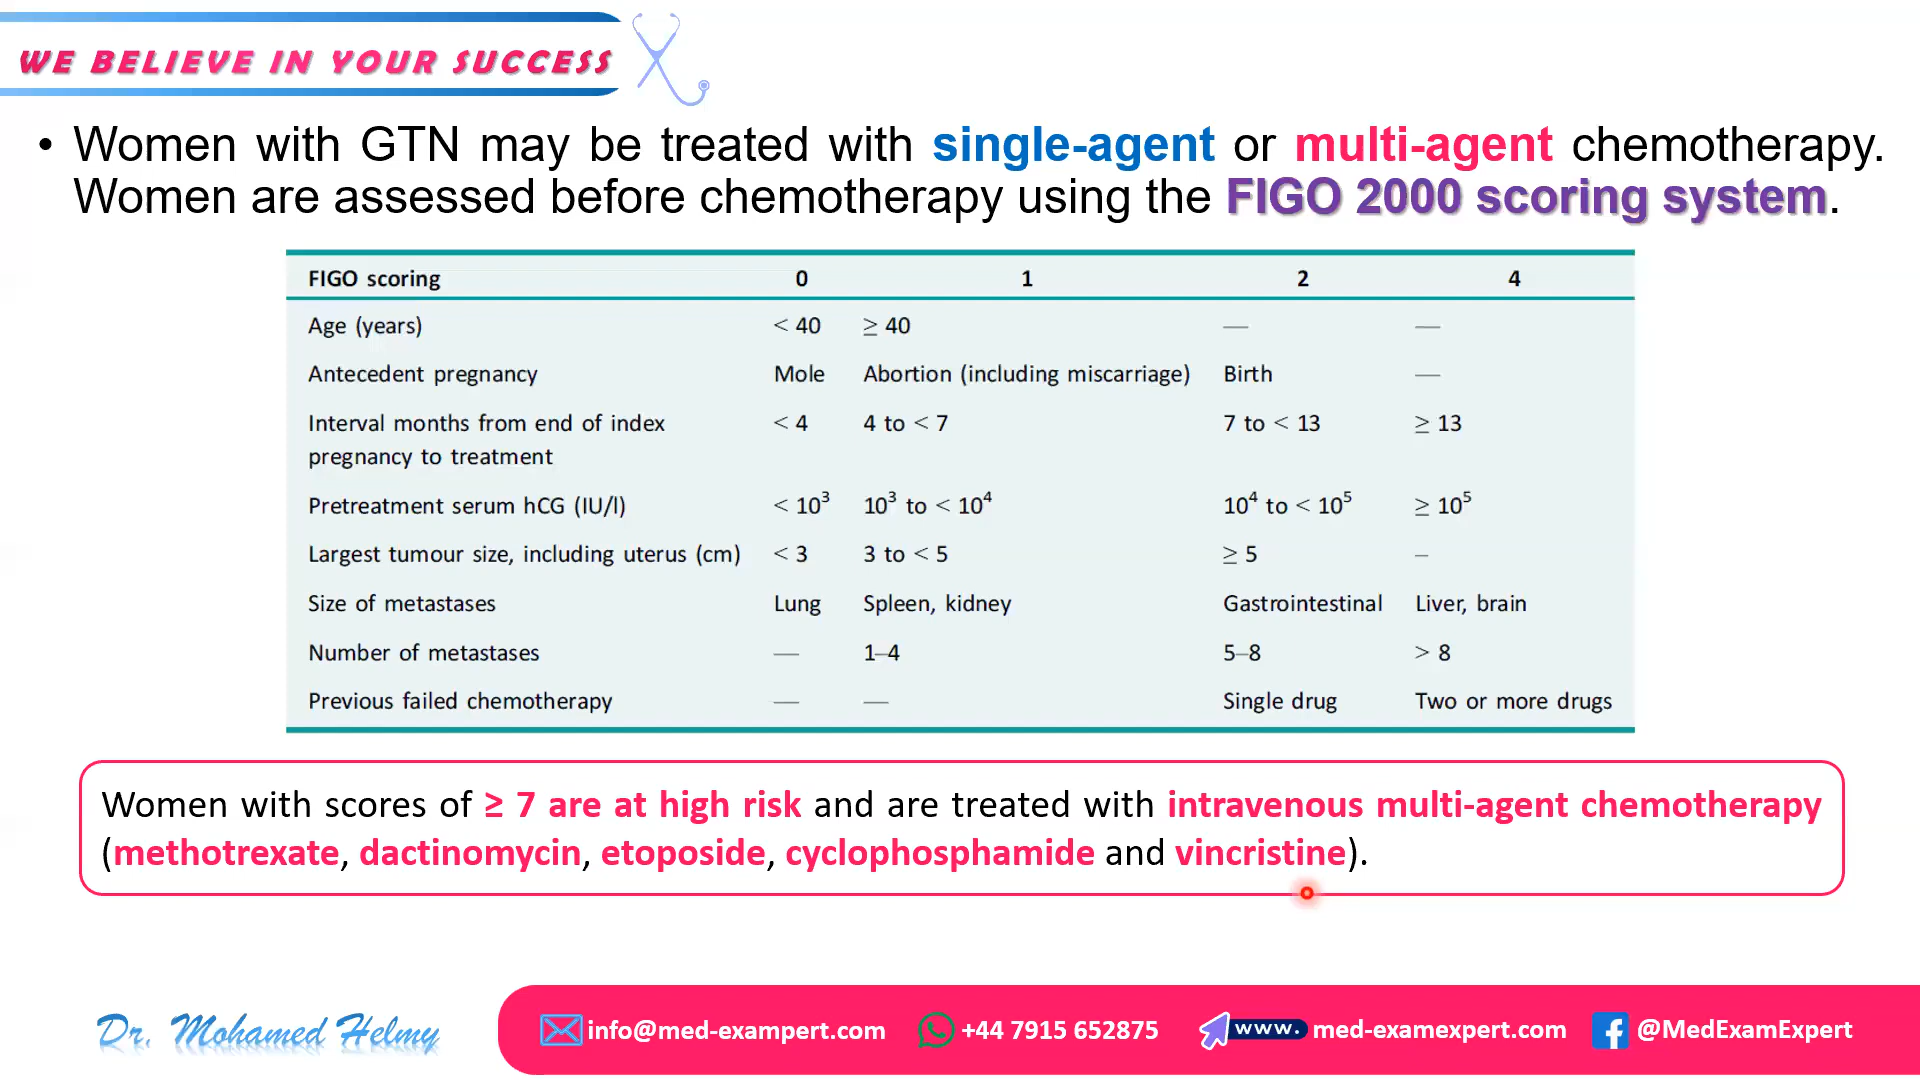 WE BELIEVE IN YOUR SUCCESS
• Women with GTN may be treated with single-agent or multi-agent chemotherapy.
Women are assessed before chemotherapy using the FIGO 2000 scoring system.
FIGO scoring 0 1 2 4
Age (years) < 40 ≥ 40 — —
Antecedent pregnancy Mole Abortion (including miscarriage) Birth —
Interval months from end of index < 4 4 to < 7 7 to < 13 ≥ 13
pregnancy to treatment
Pretreatment serum hCG (IU/l) < 10³ 10³ to < 10⁴ 10⁴ to < 10⁵ ≥ 10⁵
Largest tumour size, including uterus (cm) < 3 3 to < 5 ≥ 5 –
Size of metastases Lung Spleen, kidney Gastrointestinal Liver, brain
Number of metastases — 1–4 5–8 > 8
Previous failed chemotherapy — — Single drug Two or more drugs
Women with scores of ≥ 7 are at high risk and are treated with intravenous multi-agent chemotherapy
(methotrexate, dactinomycin, etoposide, cyclophosphamide and vincristine).
Dr. Mohamed Helmy info@med-exampert.com +44 7915 652875 www. med-examexpert.com @MedExamExpert